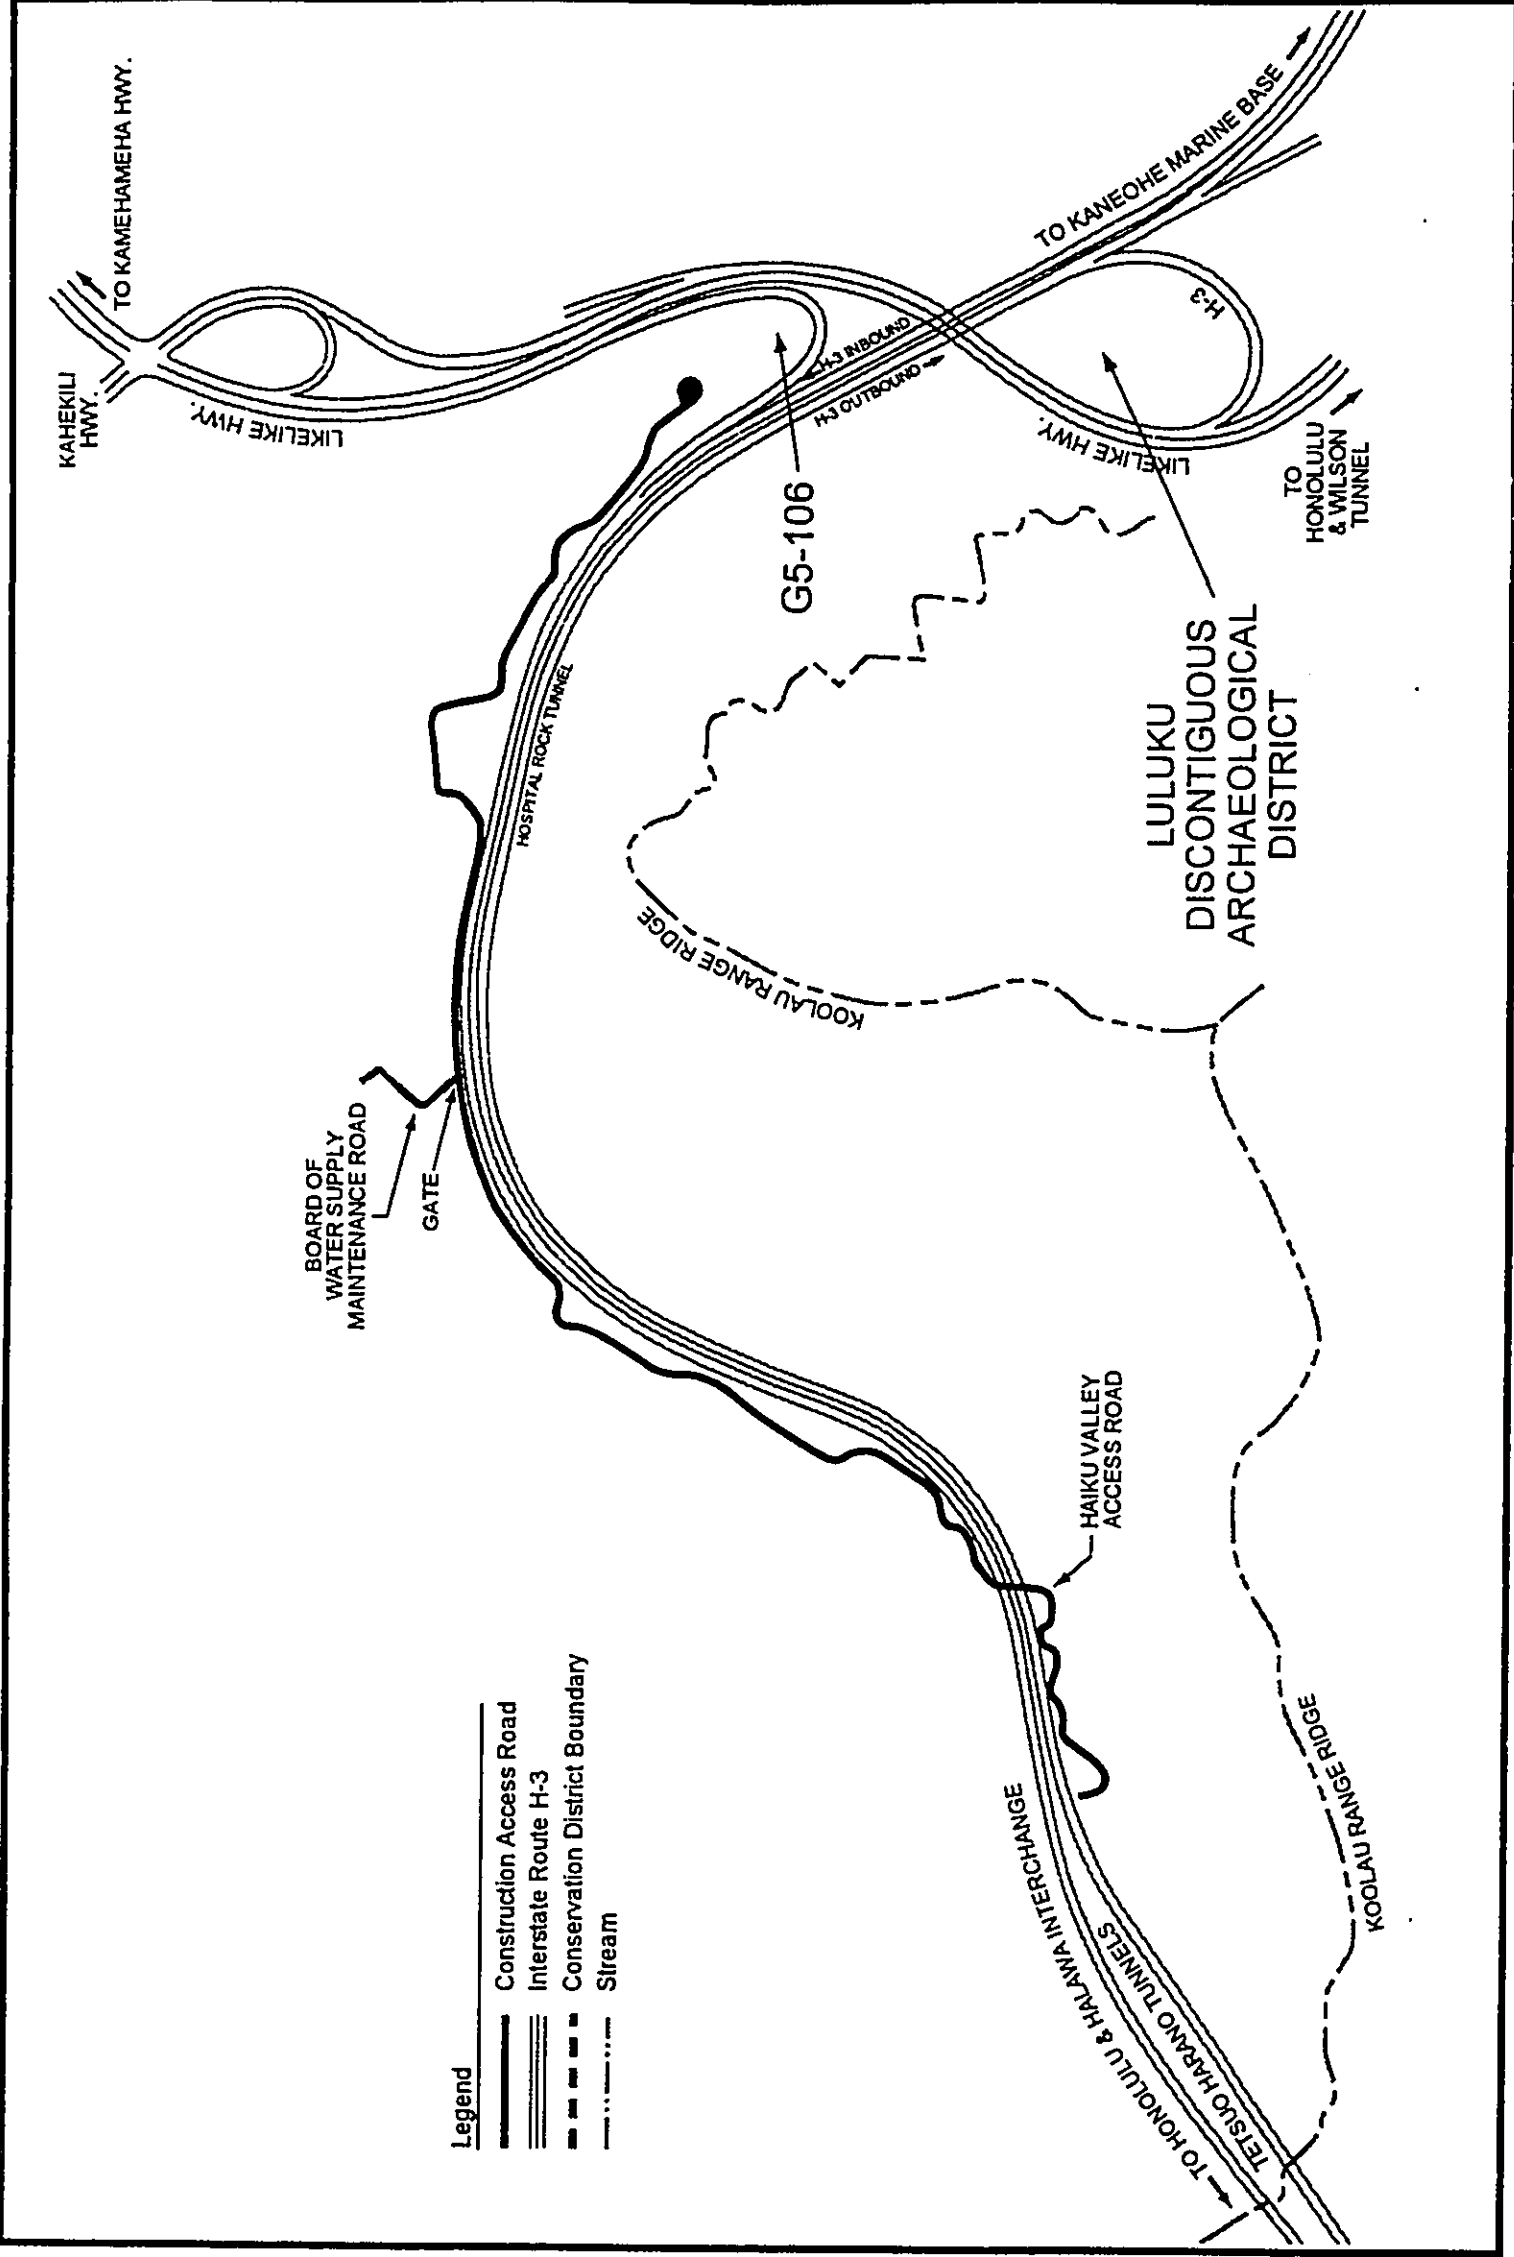 KAHEKILI
HWY.
TO KAMEHAMEHA HWY.
LIKELIKE HWY.
G5-106
H-3 INBOUND
H-3 OUTBOUND
TO KANEOHE MARINE BASE
H-3
LIKELIKE HWY.
TO
HONOLULU
& WILSON
TUNNEL
HOSPITAL ROCK TUNNEL
LULUKU
DISCONTIGUOUS
ARCHAEOLOGICAL
DISTRICT
KOOLAU RANGE RIDGE
BOARD OF
WATER SUPPLY
MAINTENANCE ROAD
GATE
HAIKU VALLEY
ACCESS ROAD
KOOLAU RANGE RIDGE
TO HONOLULU & HALAWA INTERCHANGE
TETSUO HARANO TUNNELS
Legend
Construction Access Road
Interstate Route H-3
Conservation District Boundary
Stream